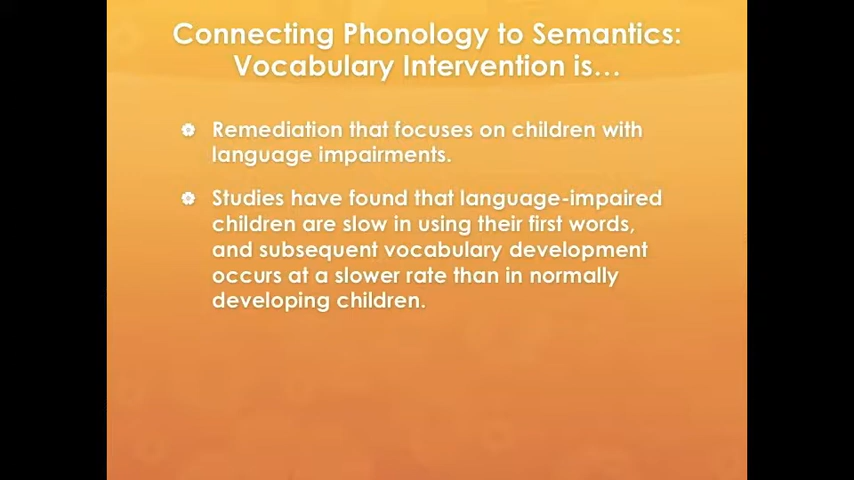 Connecting Phonology to Semantics:
Vocabulary Intervention is…
Remediation that focuses on children with
language impairments.
Studies have found that language-impaired
children are slow in using their first words,
and subsequent vocabulary development
occurs at a slower rate than in normally
developing children.